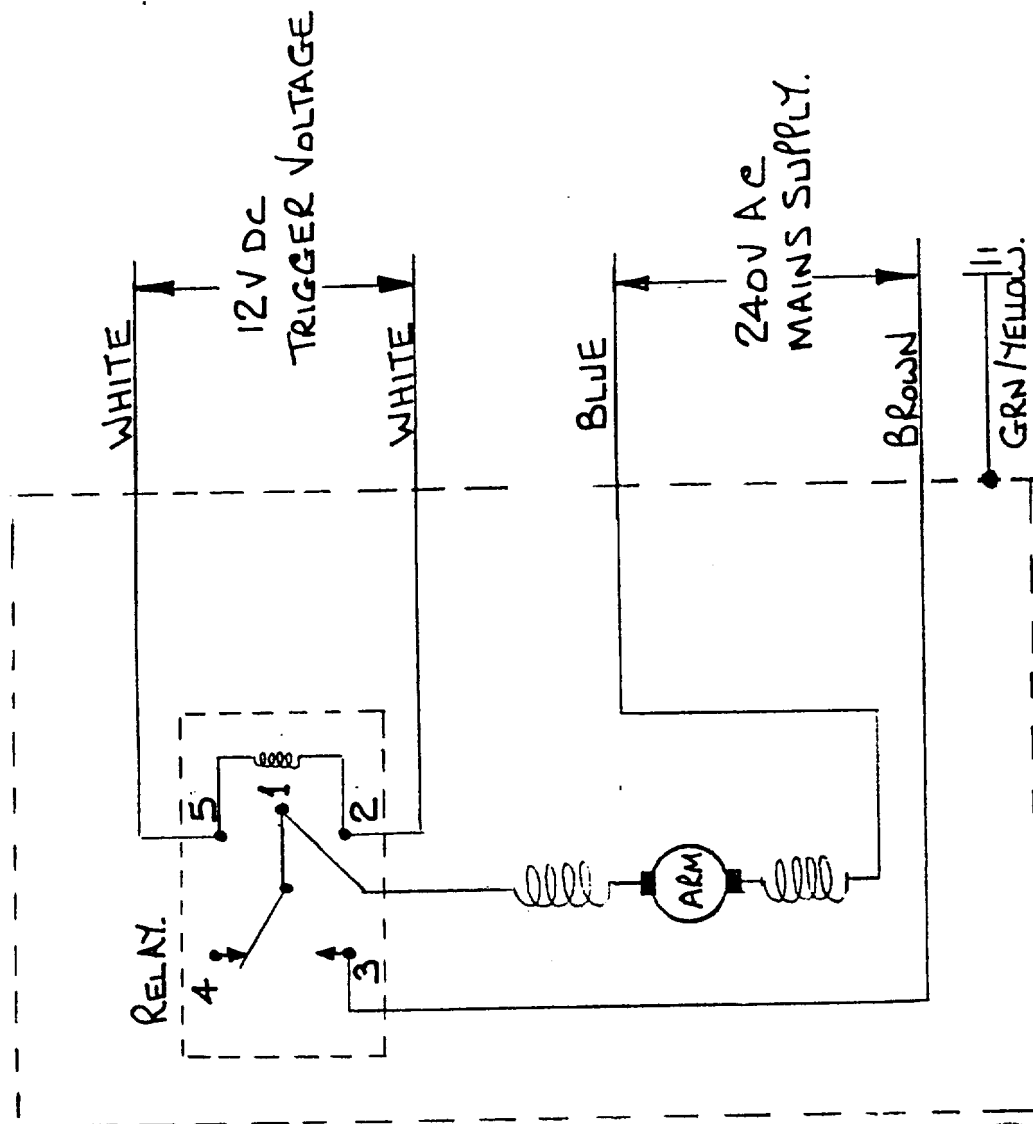 WHITE
12V DC
TRIGGER VOLTAGE
WHITE
BLUE
240V AC
MAINS SUPPLY.
BROWN
GRN/YELLOW.
RELAY.
5
1
2
4
3
ARM